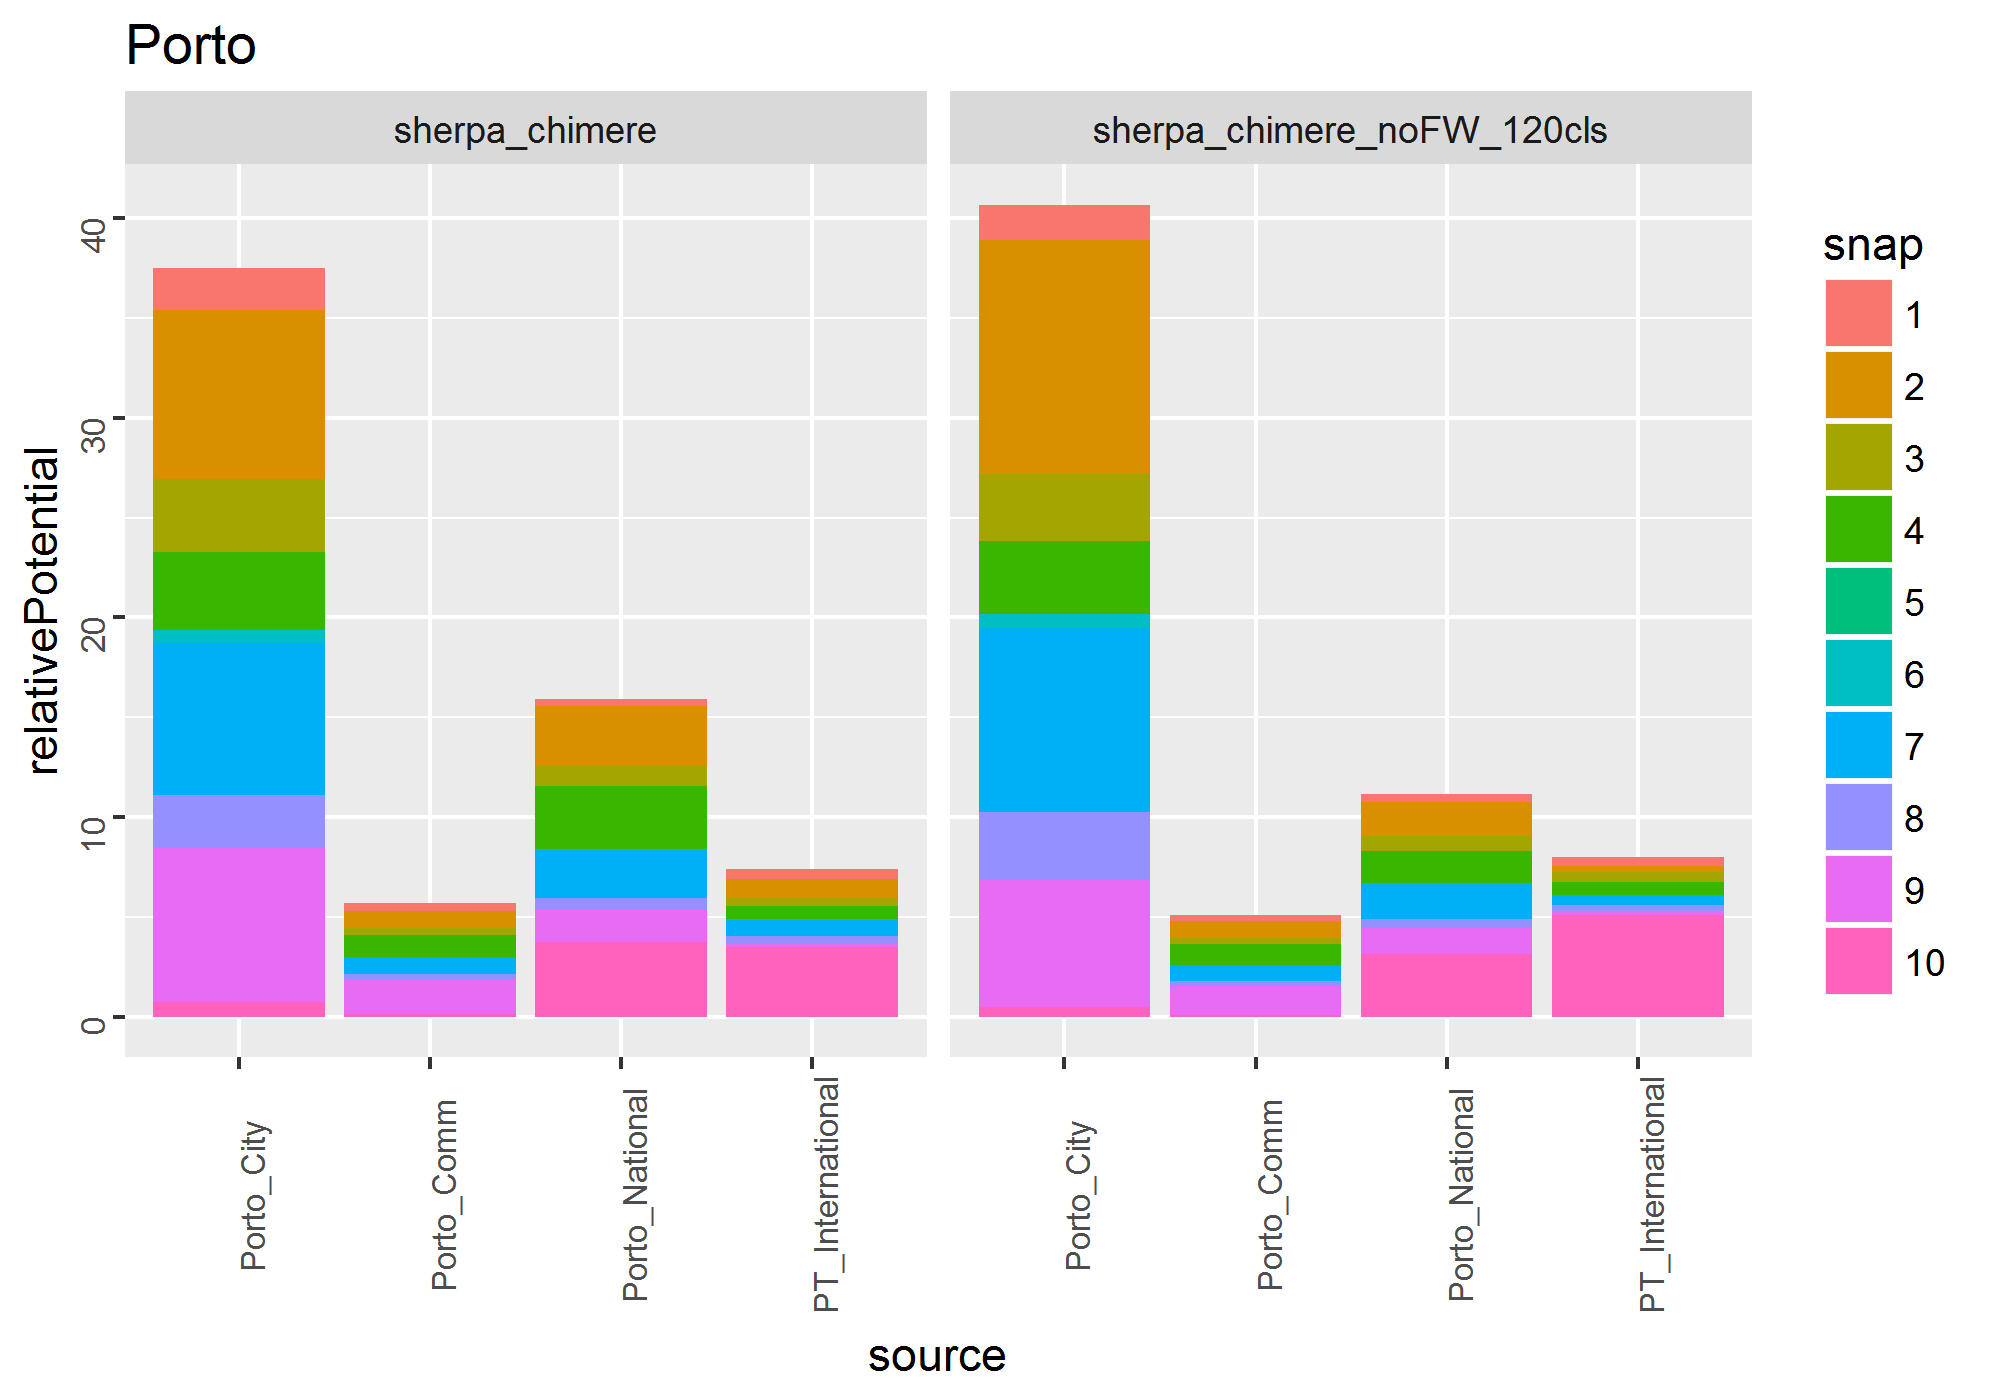 Porto
sherpa_chimere
sherpa_chimere_noFW_120cls
relativePotential
40
30
20
10
0
Porto_City
Porto_Comm
Porto_National
PT_International
Porto_City
Porto_Comm
Porto_National
PT_International
source
snap
1
2
3
4
5
6
7
8
9
10